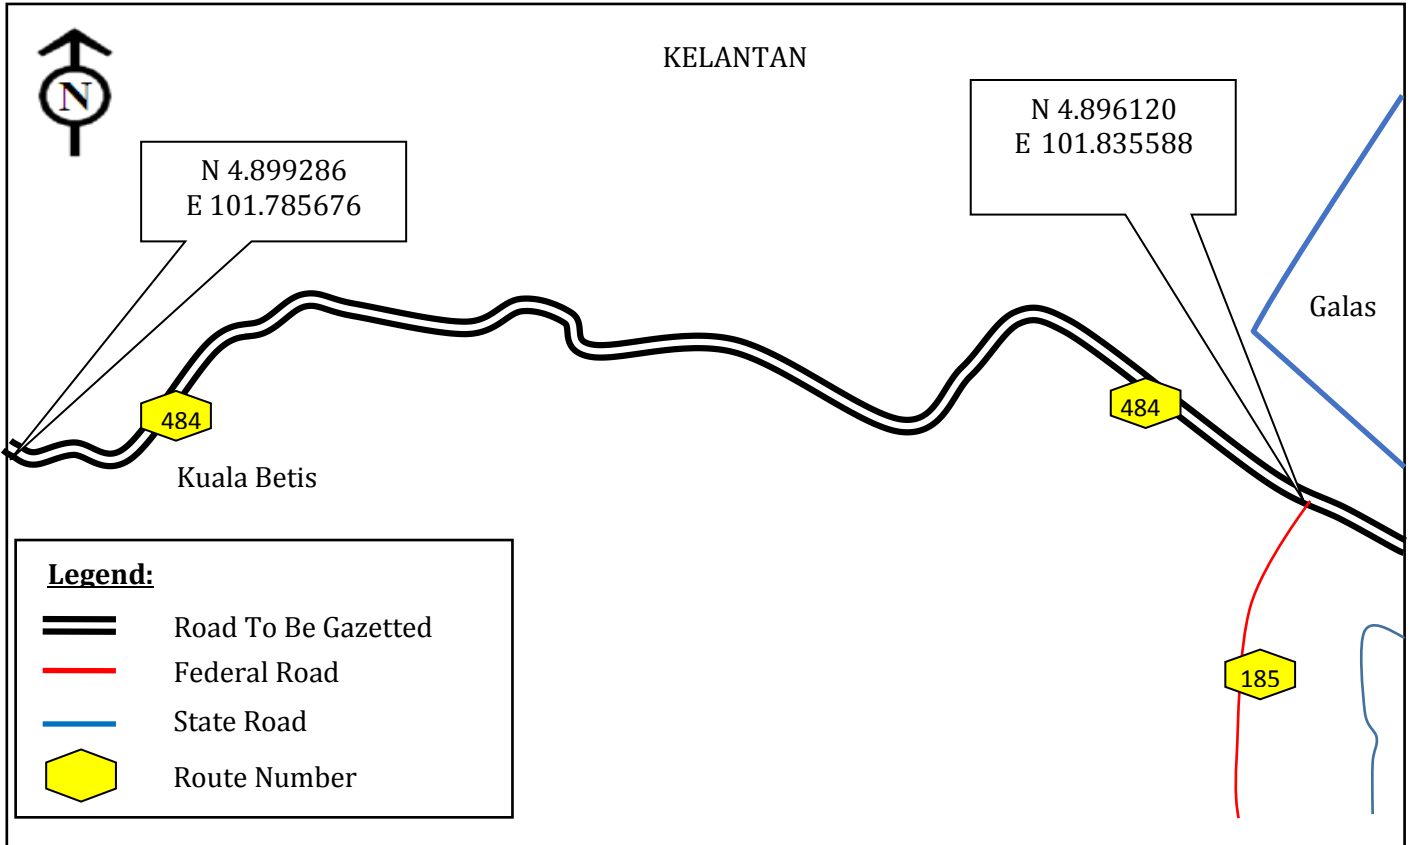 KELANTAN
N
N 4.899286
E 101.785676
N 4.896120
E 101.835588
Galas
484
484
Kuala Betis
185
Legend:
Road To Be Gazetted
Federal Road
State Road
Route Number